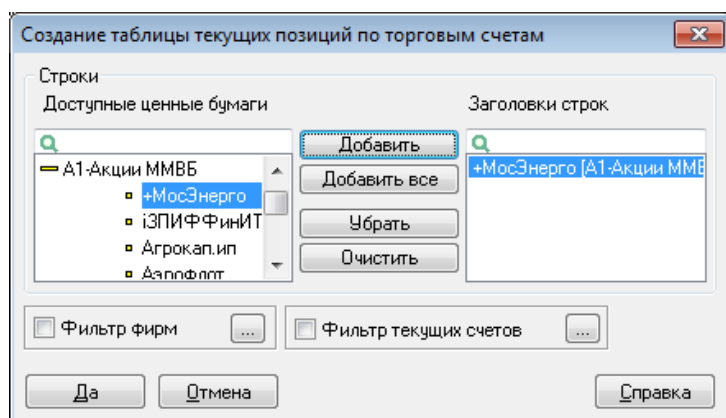 Создание таблицы текущих позиций по торговым счетам
Строки
Доступные ценные бумаги
Заголовки строк
Добавить
А1-Акции ММВБ
+МосЭнерго [А1-Акции ММВ
Добавить все
+МосЭнерго
iЗПИФФинИТ
Убрать
Агрокап.ип
Очистить
Аэрофлот
Фильтр фирм
...
Фильтр текущих счетов
...
Да
Отмена
Справка